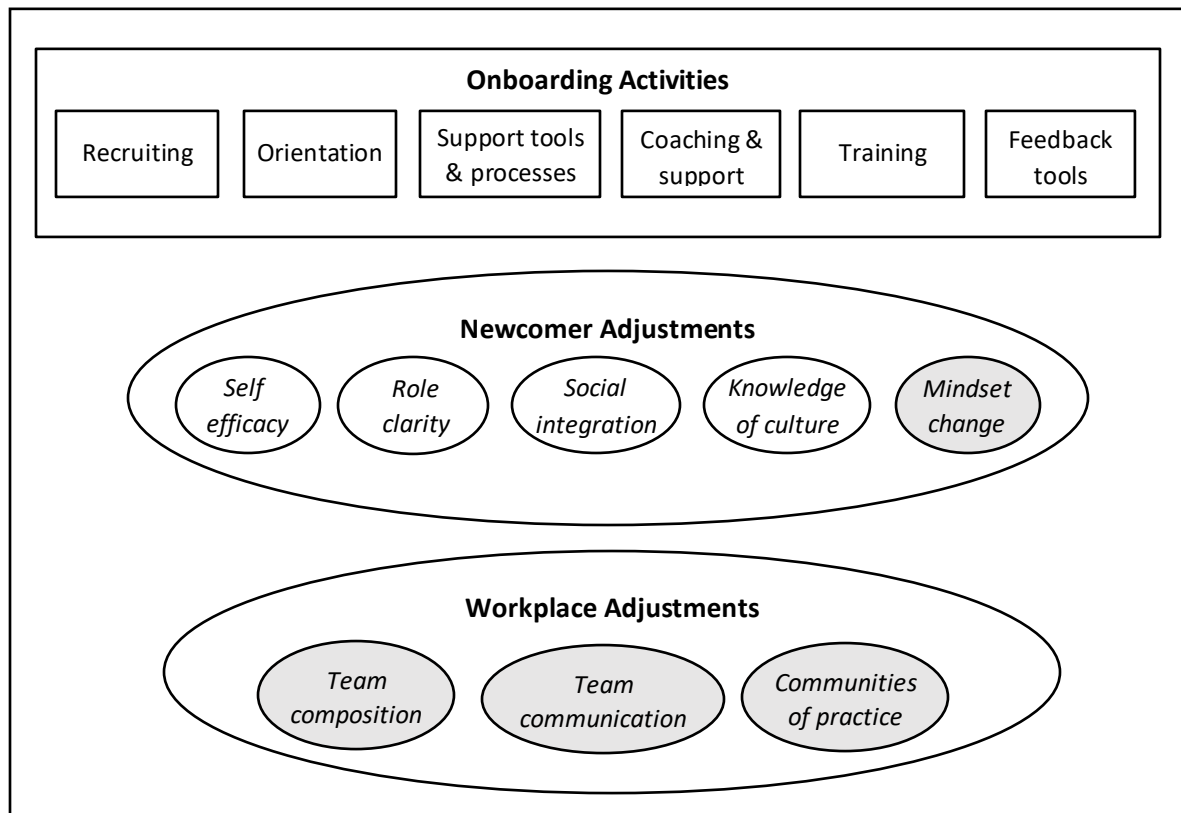 Onboarding Activities
Recruiting
Orientation
Support tools
& processes
Coaching &
support
Training
Feedback
tools
Newcomer Adjustments
Self
efficacy
Role
clarity
Social
integration
Knowledge
of culture
Mindset
change
Workplace Adjustments
Team
composition
Team
communication
Communities
of practice